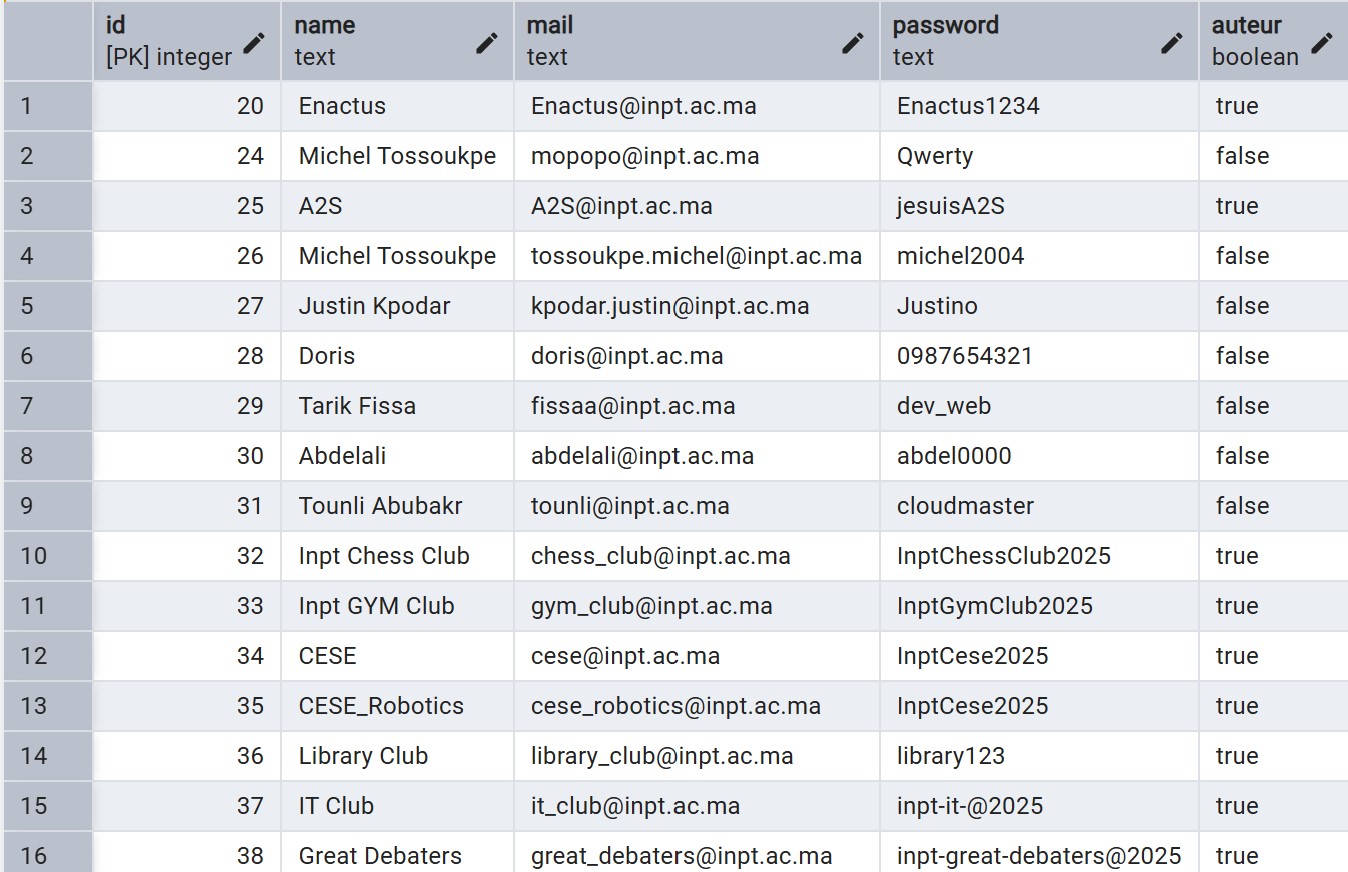 id name mail password auteur
[PK] integer text text text boolean
1 20 Enactus Enactus@inpt.ac.ma Enactus1234 true
2 24 Michel Tossoukpe mopopo@inpt.ac.ma Qwerty false
3 25 A2S A2S@inpt.ac.ma jesuisA2S true
4 26 Michel Tossoukpe tossoukpe.michel@inpt.ac.ma michel2004 false
5 27 Justin Kpodar kpodar.justin@inpt.ac.ma Justino false
6 28 Doris doris@inpt.ac.ma 0987654321 false
7 29 Tarik Fissa fissaa@inpt.ac.ma dev_web false
8 30 Abdelali abdelali@inpt.ac.ma abdel0000 false
9 31 Tounli Abubakr tounli@inpt.ac.ma cloudmaster false
10 32 Inpt Chess Club chess_club@inpt.ac.ma InptChessClub2025 true
11 33 Inpt GYM Club gym_club@inpt.ac.ma InptGymClub2025 true
12 34 CESE cese@inpt.ac.ma InptCese2025 true
13 35 CESE_Robotics cese_robotics@inpt.ac.ma InptCese2025 true
14 36 Library Club library_club@inpt.ac.ma library123 true
15 37 IT Club it_club@inpt.ac.ma inpt-it-@2025 true
16 38 Great Debaters great_debaters@inpt.ac.ma inpt-great-debaters@2025 true